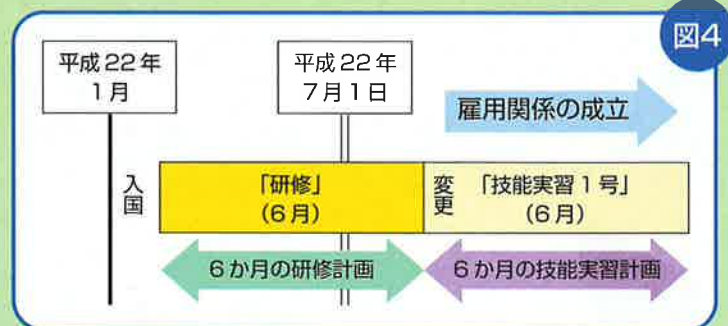 図4
平成22年
1月
平成22年
7月1日
雇用関係の成立
入国
「研修」
(6月)
変更
「技能実習1号」
(6月)
6か月の研修計画
6か月の技能実習計画